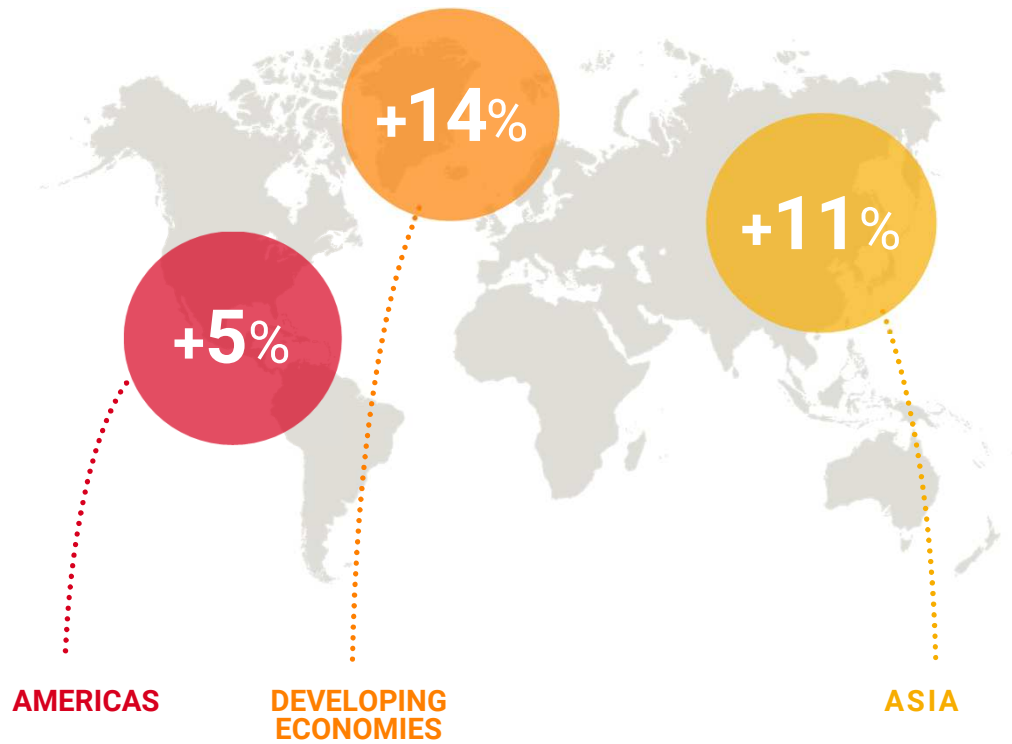 +14%
+11%
+5%
AMERICAS
DEVELOPING
ECONOMIES
ASIA